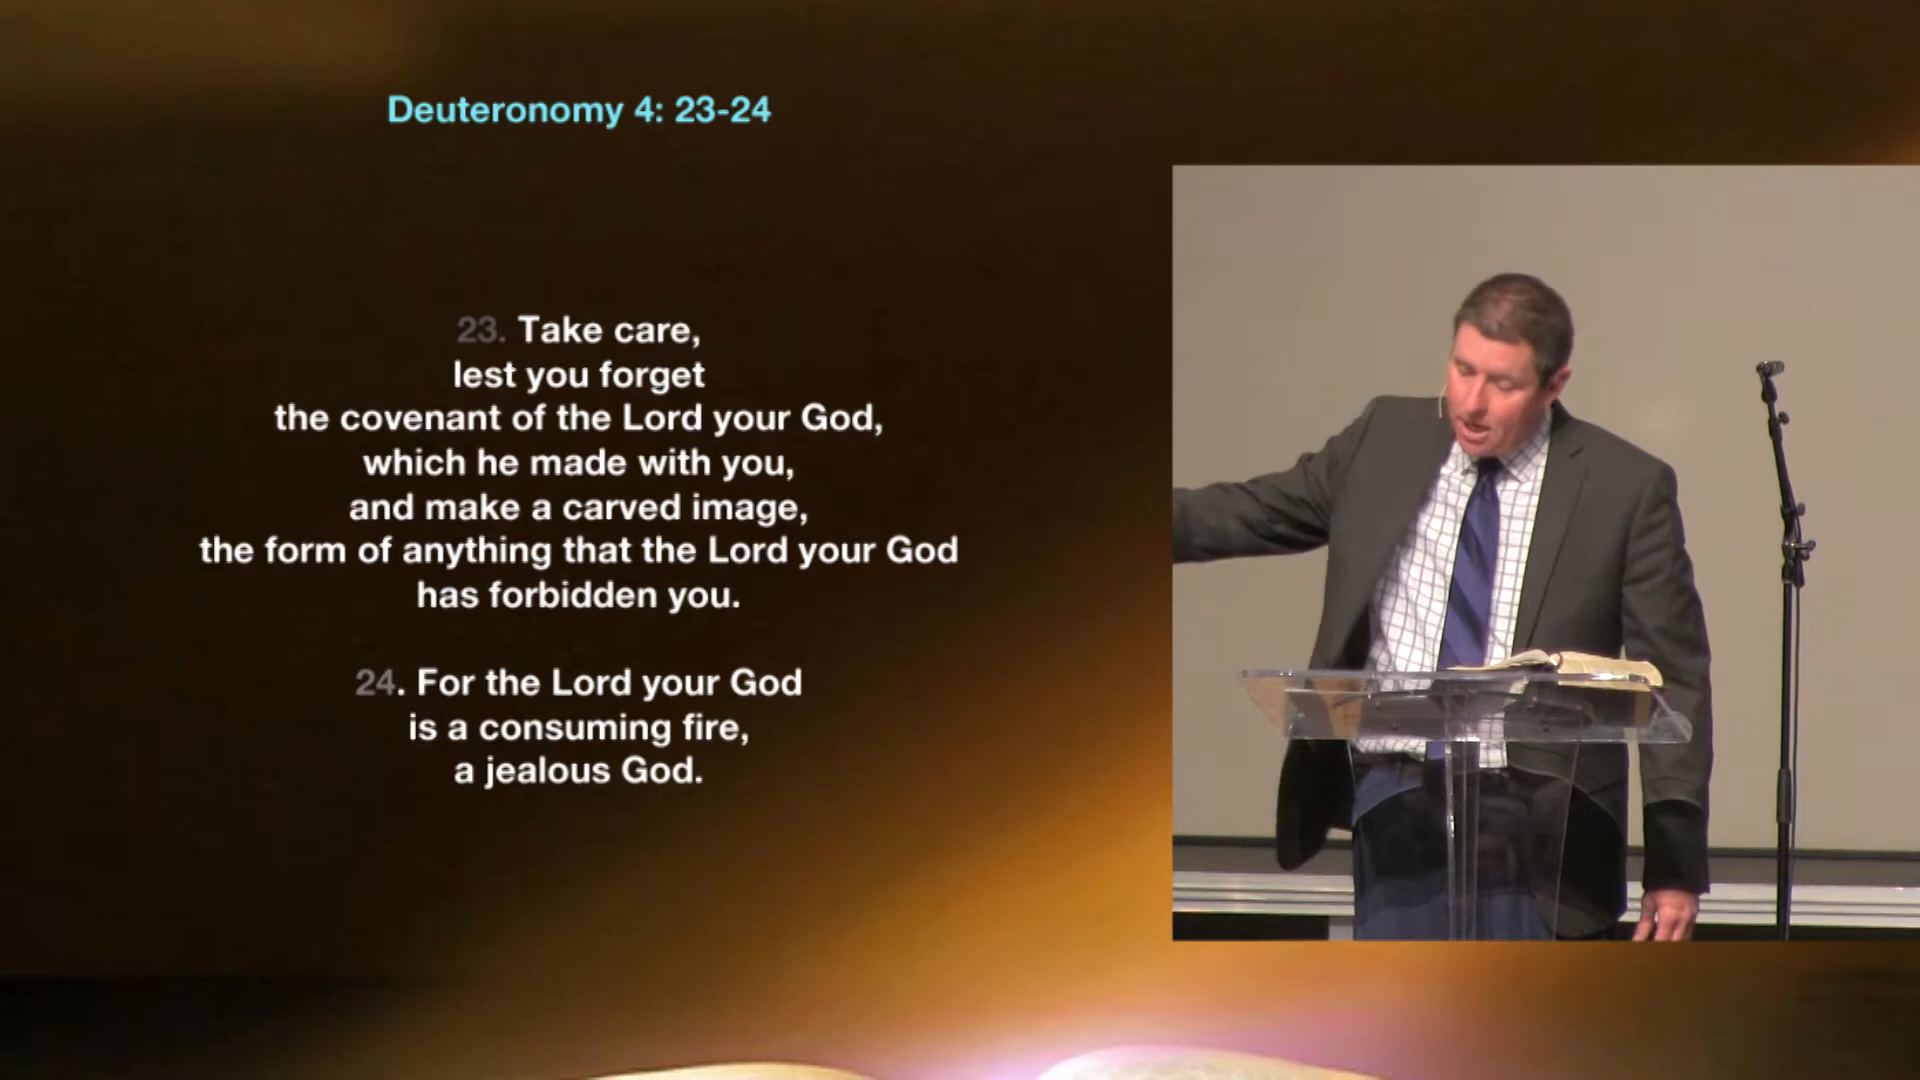 Deuteronomy 4: 23-24
23. Take care,
lest you forget
the covenant of the Lord your God,
which he made with you,
and make a carved image,
the form of anything that the Lord your God
has forbidden you.
24. For the Lord your God
is a consuming fire,
a jealous God.